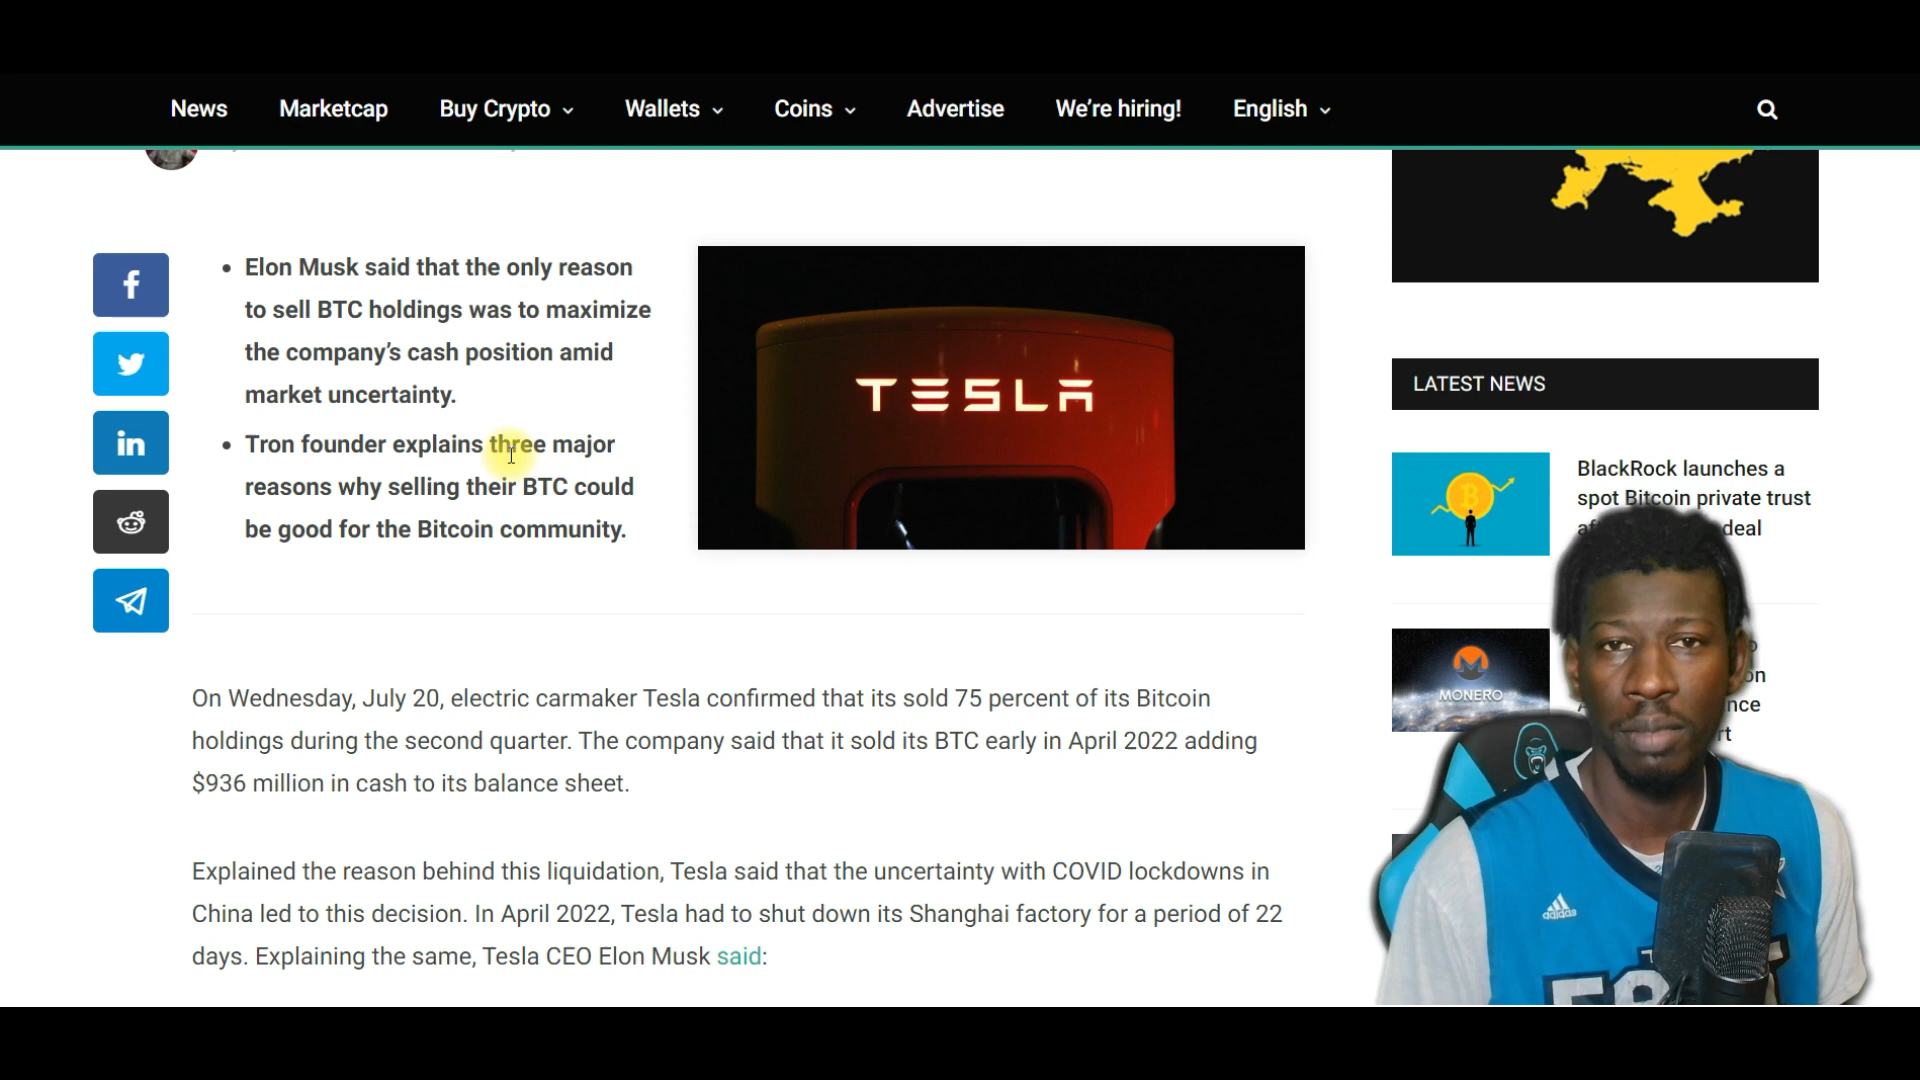 News Marketcap Buy Crypto Wallets Coins Advertise We're hiring! English
Elon Musk said that the only reason
to sell BTC holdings was to maximize
the company's cash position amid
market uncertainty.
Tron founder explains three major
reasons why selling their BTC could
be good for the Bitcoin community.
TESLA
On Wednesday, July 20, electric carmaker Tesla confirmed that its sold 75 percent of its Bitcoin
holdings during the second quarter. The company said that it sold its BTC early in April 2022 adding
$936 million in cash to its balance sheet.
Explained the reason behind this liquidation, Tesla said that the uncertainty with COVID lockdowns in
China led to this decision. In April 2022, Tesla had to shut down its Shanghai factory for a period of 22
days. Explaining the same, Tesla CEO Elon Musk said:
LATEST NEWS
BlackRock launches a
spot Bitcoin private trust
deal
MONERO
adidas